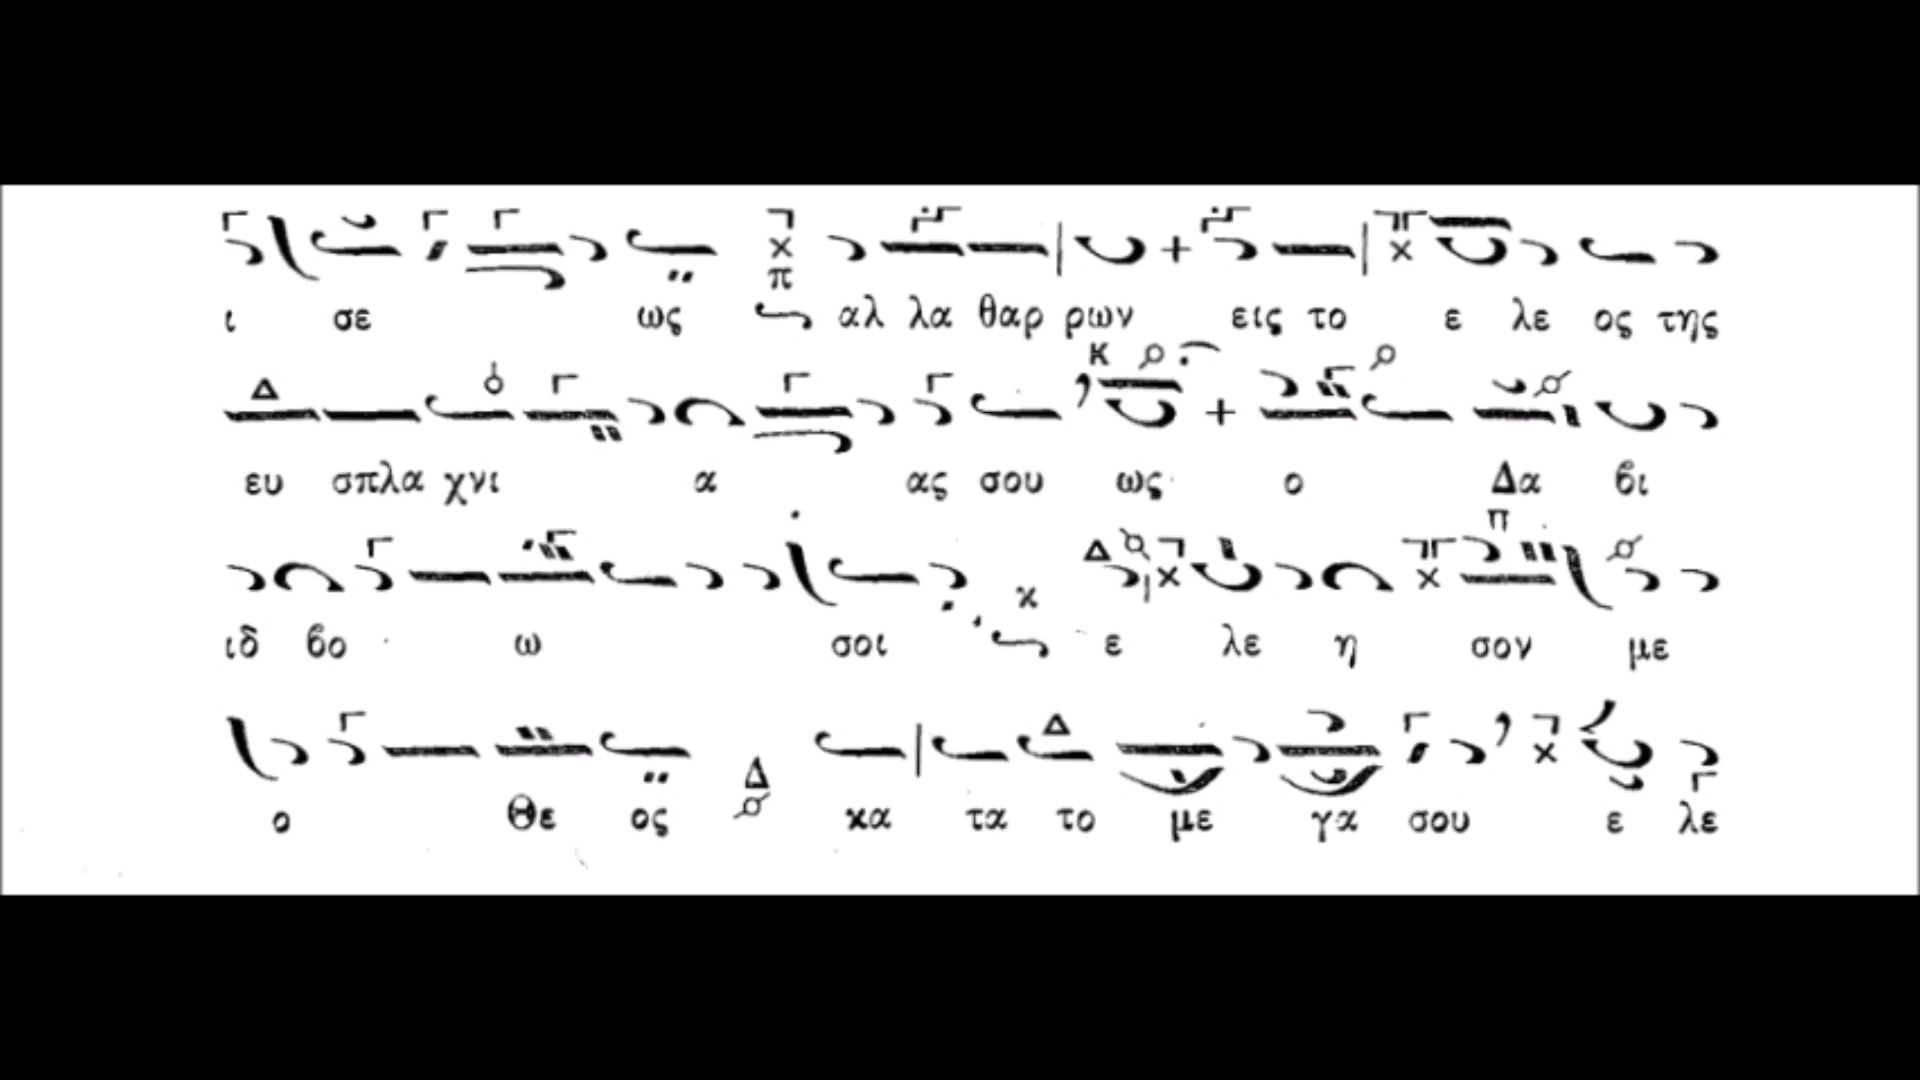 ι σε ως αλ λα θαρ ρων εις το ε λε ος της
ευ σπλα χνι α ας σου ως ο Δα βι
ιδ βο ω σοι ε λε η σον με
ο Θε ος κα τα το με γα σου ε λε